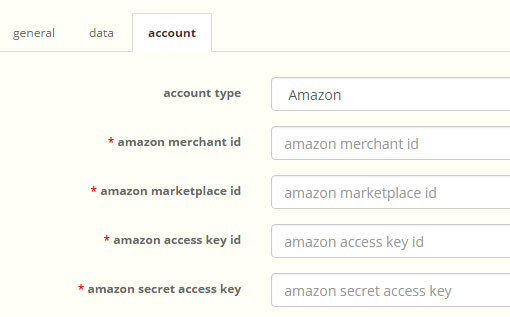 general data account
account type Amazon
* amazon merchant id amazon merchant id
* amazon marketplace id amazon marketplace id
* amazon access key id amazon access key id
* amazon secret access key amazon secret access key